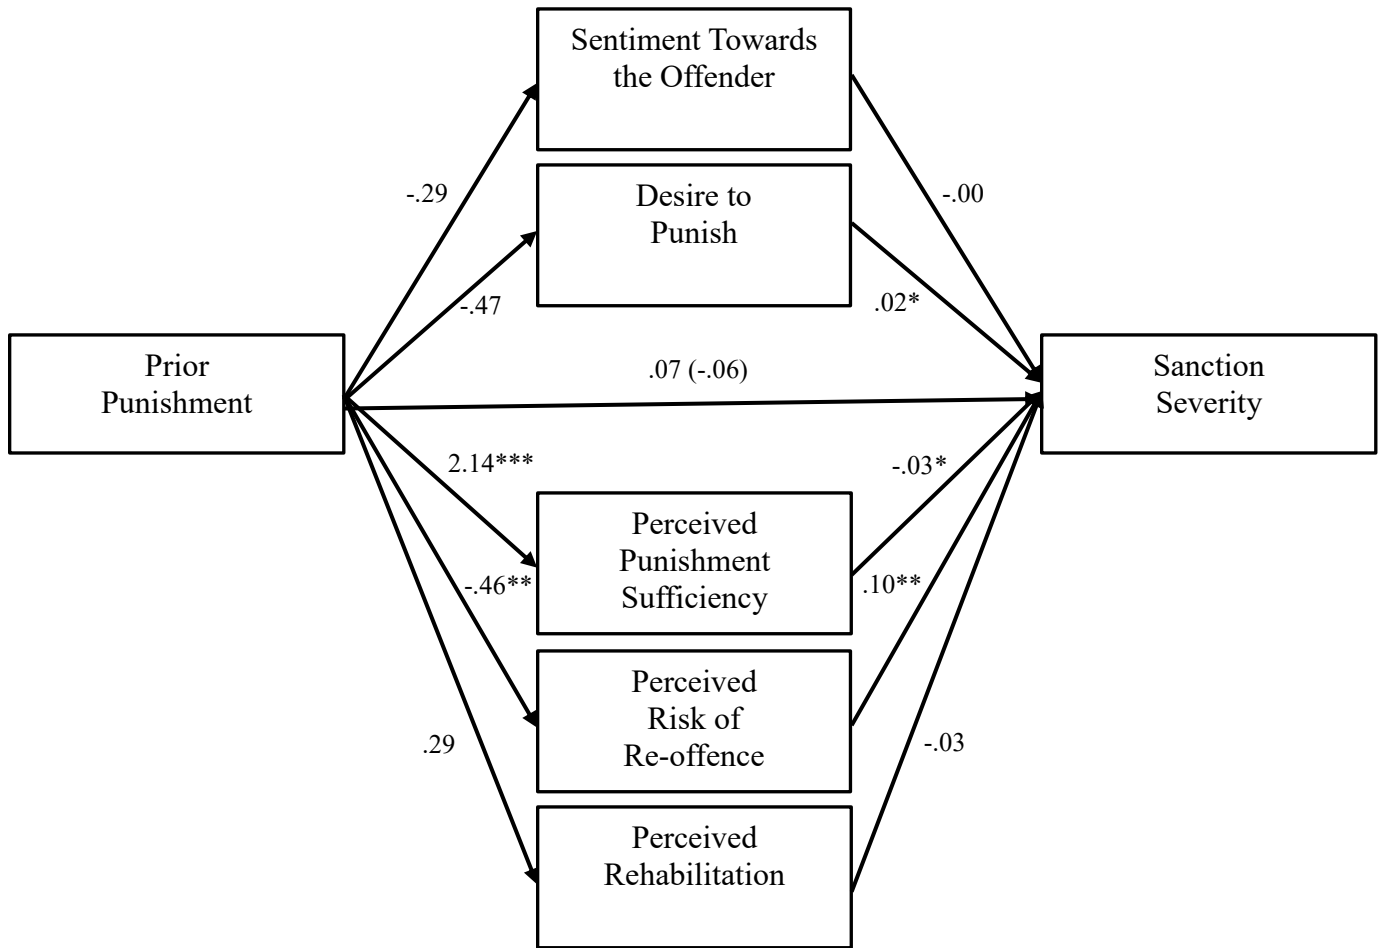 Sentiment Towards
the Offender
-.29
-.00
Desire to
Punish
-.47
.02*
Prior
Punishment
.07 (-.06)
Sanction
Severity
2.14***
-.03*
Perceived
Punishment
Sufficiency
-.46**
.10**
Perceived
Risk of
Re-offence
.29
-.03
Perceived
Rehabilitation